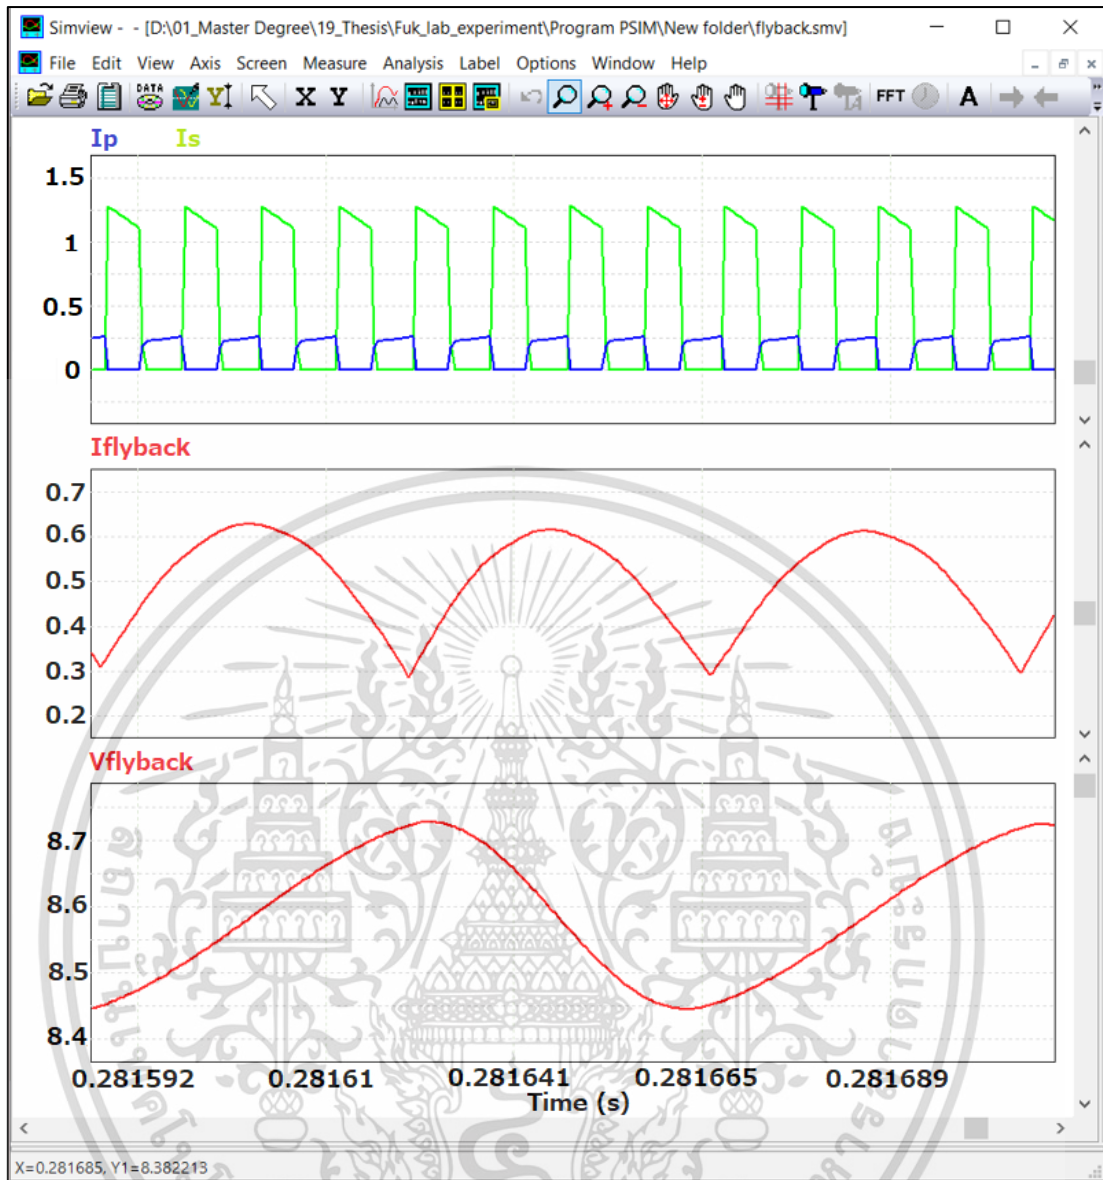 Simview - - [D:\01_Master Degree\19_Thesis\Fuk_lab_experiment\Program PSIM\New folder\flyback.smv]
File Edit View Axis Screen Measure Analysis Label Options Window Help
DATA Y X Y FFT A
Ip Is
1.5
1
0.5
0
Iflyback
0.7
0.6
0.5
0.4
0.3
0.2
Vflyback
8.7
8.6
8.5
8.4
0.281592 0.28161 0.281641 0.281665 0.281689
Time (s)
X=0.281685, Y1=8.382213